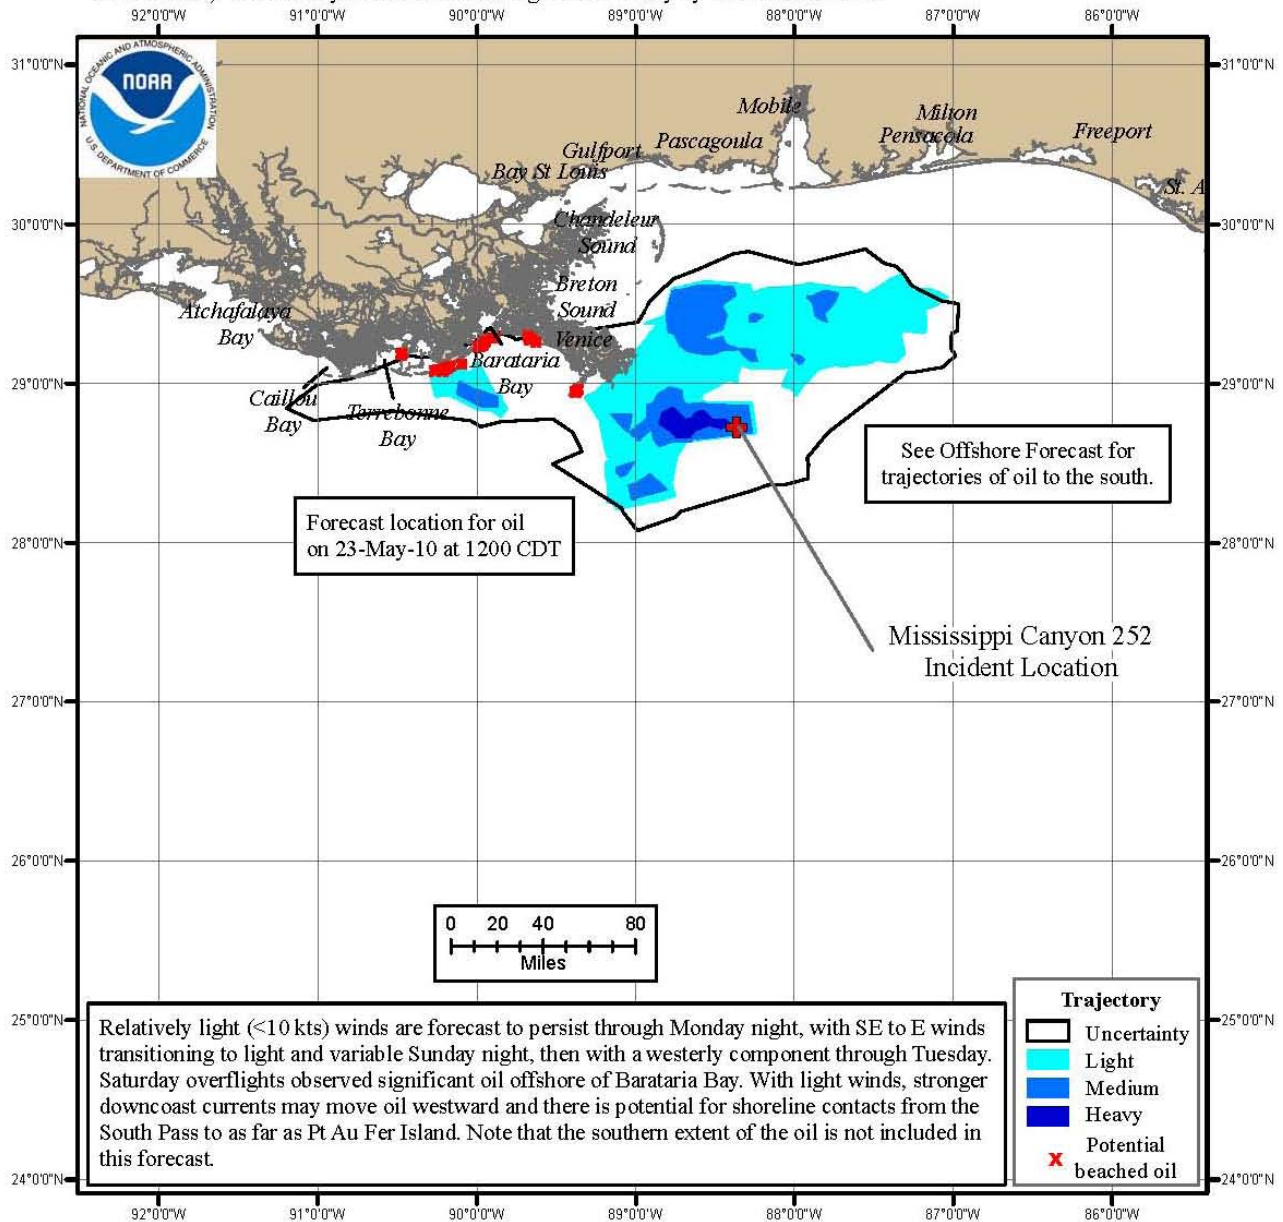 92°0'0"W 91°0'0"W 90°0'0"W 89°0'0"W 88°0'0"W 87°0'0"W 86°0'0"W
NATIONAL OCEANIC AND ATMOSPHERIC ADMINISTRATION
NOAA
U.S. DEPARTMENT OF COMMERCE
31°0'0"N 31°0'0"N
Mobile
Milton
Pensacola
Freeport
Pascagoula
Gulfport
Bay St Louis
St. A
30°0'0"N 30°0'0"N
Chandeleur
Sound
Breton
Sound
Atchafalaya
Bay
Venice
Barataria
Bay
29°0'0"N 29°0'0"N
Caillou
Bay
Terrebonne
Bay
See Offshore Forecast for
trajectories of oil to the south.
Forecast location for oil
on 23-May-10 at 1200 CDT
28°0'0"N 28°0'0"N
Mississippi Canyon 252
Incident Location
27°0'0"N 27°0'0"N
26°0'0"N 26°0'0"N
0 20 40 80
Miles
25°0'0"N 25°0'0"N
Relatively light (<10 kts) winds are forecast to persist through Monday night, with SE to E winds
transitioning to light and variable Sunday night, then with a westerly component through Tuesday.
Saturday overflights observed significant oil offshore of Barataria Bay. With light winds, stronger
downcoast currents may move oil westward and there is potential for shoreline contacts from the
South Pass to as far as Pt Au Fer Island. Note that the southern extent of the oil is not included in
this forecast.
Trajectory
Uncertainty
Light
Medium
Heavy
x Potential
beached oil
24°0'0"N 24°0'0"N
92°0'0"W 91°0'0"W 90°0'0"W 89°0'0"W 88°0'0"W 87°0'0"W 86°0'0"W